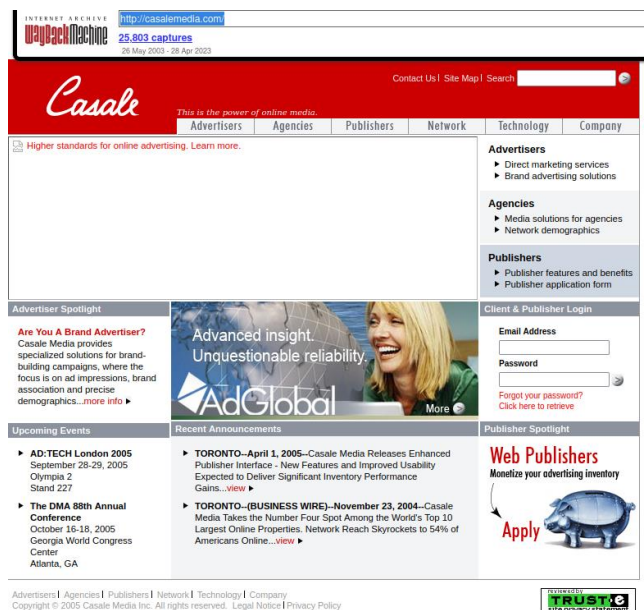 INTERNET ARCHIVE
WayBackMachine
http://casalemedia.com/
25,803 captures
26 May 2003 - 28 Apr 2023
Contact Us | Site Map | Search
Casale
This is the power of online media.
Advertisers Agencies Publishers Network Technology Company
Higher standards for online advertising. Learn more.
Advertisers
Direct marketing services
Brand advertising solutions
Agencies
Media solutions for agencies
Network demographics
Publishers
Publisher features and benefits
Publisher application form
Advertiser Spotlight
Are You A Brand Advertiser?
Casale Media provides
specialized solutions for brand-
building campaigns, where the
focus is on ad impressions, brand
association and precise
demographics...more info
Advanced insight.
Unquestionable reliability.
AdGlobal
More
Client & Publisher Login
Email Address
Password
Forgot your password?
Click here to retrieve
Upcoming Events
AD:TECH London 2005
September 28-29, 2005
Olympia 2
Stand 227
The DMA 88th Annual
Conference
October 16-18, 2005
Georgia World Congress
Center
Atlanta, GA
Recent Announcements
TORONTO--April 1, 2005--Casale Media Releases Enhanced
Publisher Interface - New Features and Improved Usability
Expected to Deliver Significant Inventory Performance
Gains...view
TORONTO--(BUSINESS WIRE)--November 23, 2004--Casale
Media Takes the Number Four Spot Among the World's Top 10
Largest Online Properties. Network Reach Skyrockets to 54% of
Americans Online...view
Publisher Spotlight
Web Publishers
Monetize your advertising inventory
Apply
Advertisers | Agencies | Publishers | Network | Technology | Company
Copyright © 2005 Casale Media Inc. All rights reserved. Legal Notice | Privacy Policy
reviewed by
TRUSTe
site privacy statement